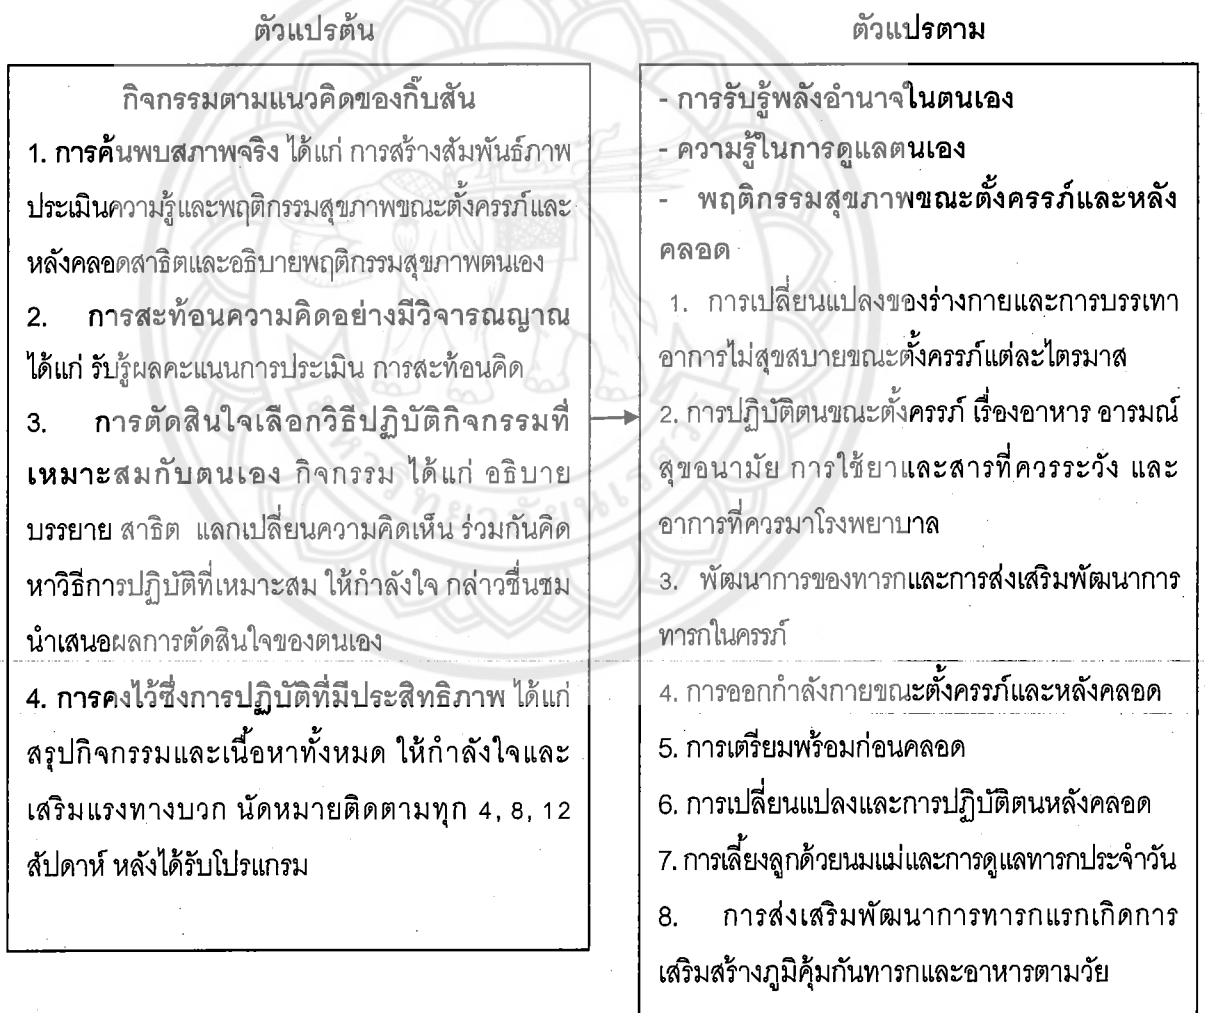 ตัวแปรต้น
กิจกรรมตามแนวคิดของกิ๊บสัน
1. การค้นพบสภาพจริง ได้แก่ การสร้างสัมพันธ์ภาพ
ประเมินความรู้และพฤติกรรมสุขภาพขณะตั้งครรภ์และ
หลังคลอดสาธิตและอธิบายพฤติกรรมสุขภาพตนเอง
2. การสะท้อนความคิดอย่างมีวิจารณญาณ
ได้แก่ รับรู้ผลคะแนนการประเมิน การสะท้อนคิด
3. การตัดสินใจเลือกวิธีปฏิบัติกิจกรรมที่
เหมาะสมกับตนเอง กิจกรรม ได้แก่ อธิบาย
บรรยาย สาธิต แลกเปลี่ยนความคิดเห็น ร่วมกันคิด
หาวิธีการปฏิบัติที่เหมาะสม ให้กำลังใจ กล่าวชื่นชม
นำเสนอผลการตัดสินใจของตนเอง
4. การคงไว้ซึ่งการปฏิบัติที่มีประสิทธิภาพ ได้แก่
สรุปกิจกรรมและเนื้อหาทั้งหมด ให้กำลังใจและ
เสริมแรงทางบวก นัดหมายติดตามทุก 4, 8, 12
สัปดาห์ หลังได้รับโปรแกรม
ตัวแปรตาม
- การรับรู้พลังอำนาจในตนเอง
- ความรู้ในการดูแลตนเอง
- พฤติกรรมสุขภาพขณะตั้งครรภ์และหลัง
คลอด
1. การเปลี่ยนแปลงของร่างกายและการบรรเทา
อาการไม่สุขสบายขณะตั้งครรภ์แต่ละไตรมาส
2. การปฏิบัติตนขณะตั้งครรภ์ เรื่องอาหาร อารมณ์
สุขอนามัย การใช้ยาและสารที่ควรระวัง และ
อาการที่ควรมาโรงพยาบาล
3. พัฒนาการของทารกและการส่งเสริมพัฒนาการ
ทารกในครรภ์
4. การออกกำลังกายขณะตั้งครรภ์และหลังคลอด
5. การเตรียมพร้อมก่อนคลอด
6. การเปลี่ยนแปลงและการปฏิบัติตนหลังคลอด
7. การเลี้ยงลูกด้วยนมแม่และการดูแลทารกประจำวัน
8. การส่งเสริมพัฒนาการทารกแรกเกิดการ
เสริมสร้างภูมิคุ้มกันทารกและอาหารตามวัย